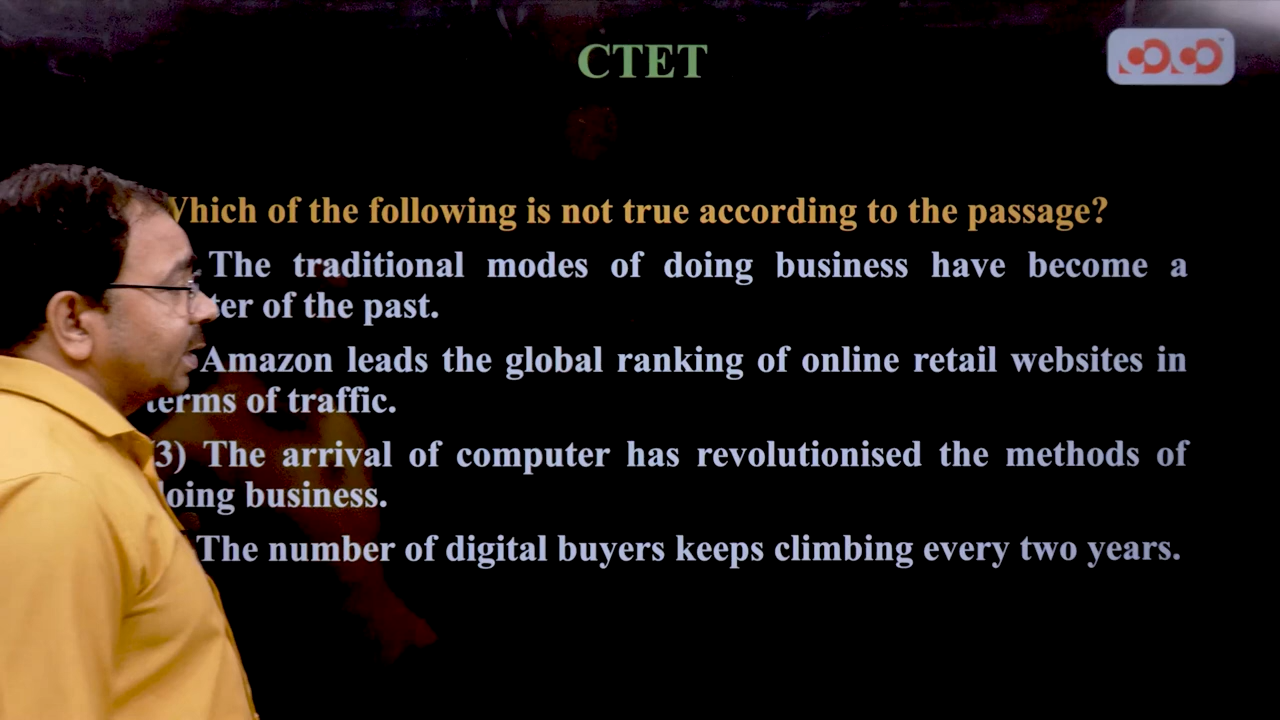 CTET
Which of the following is not true according to the passage?
The traditional modes of doing business have become a
of the past.
Amazon leads the global ranking of online retail websites in
terms of traffic.
(3) The arrival of computer has revolutionised the methods of
doing business.
The number of digital buyers keeps climbing every two years.